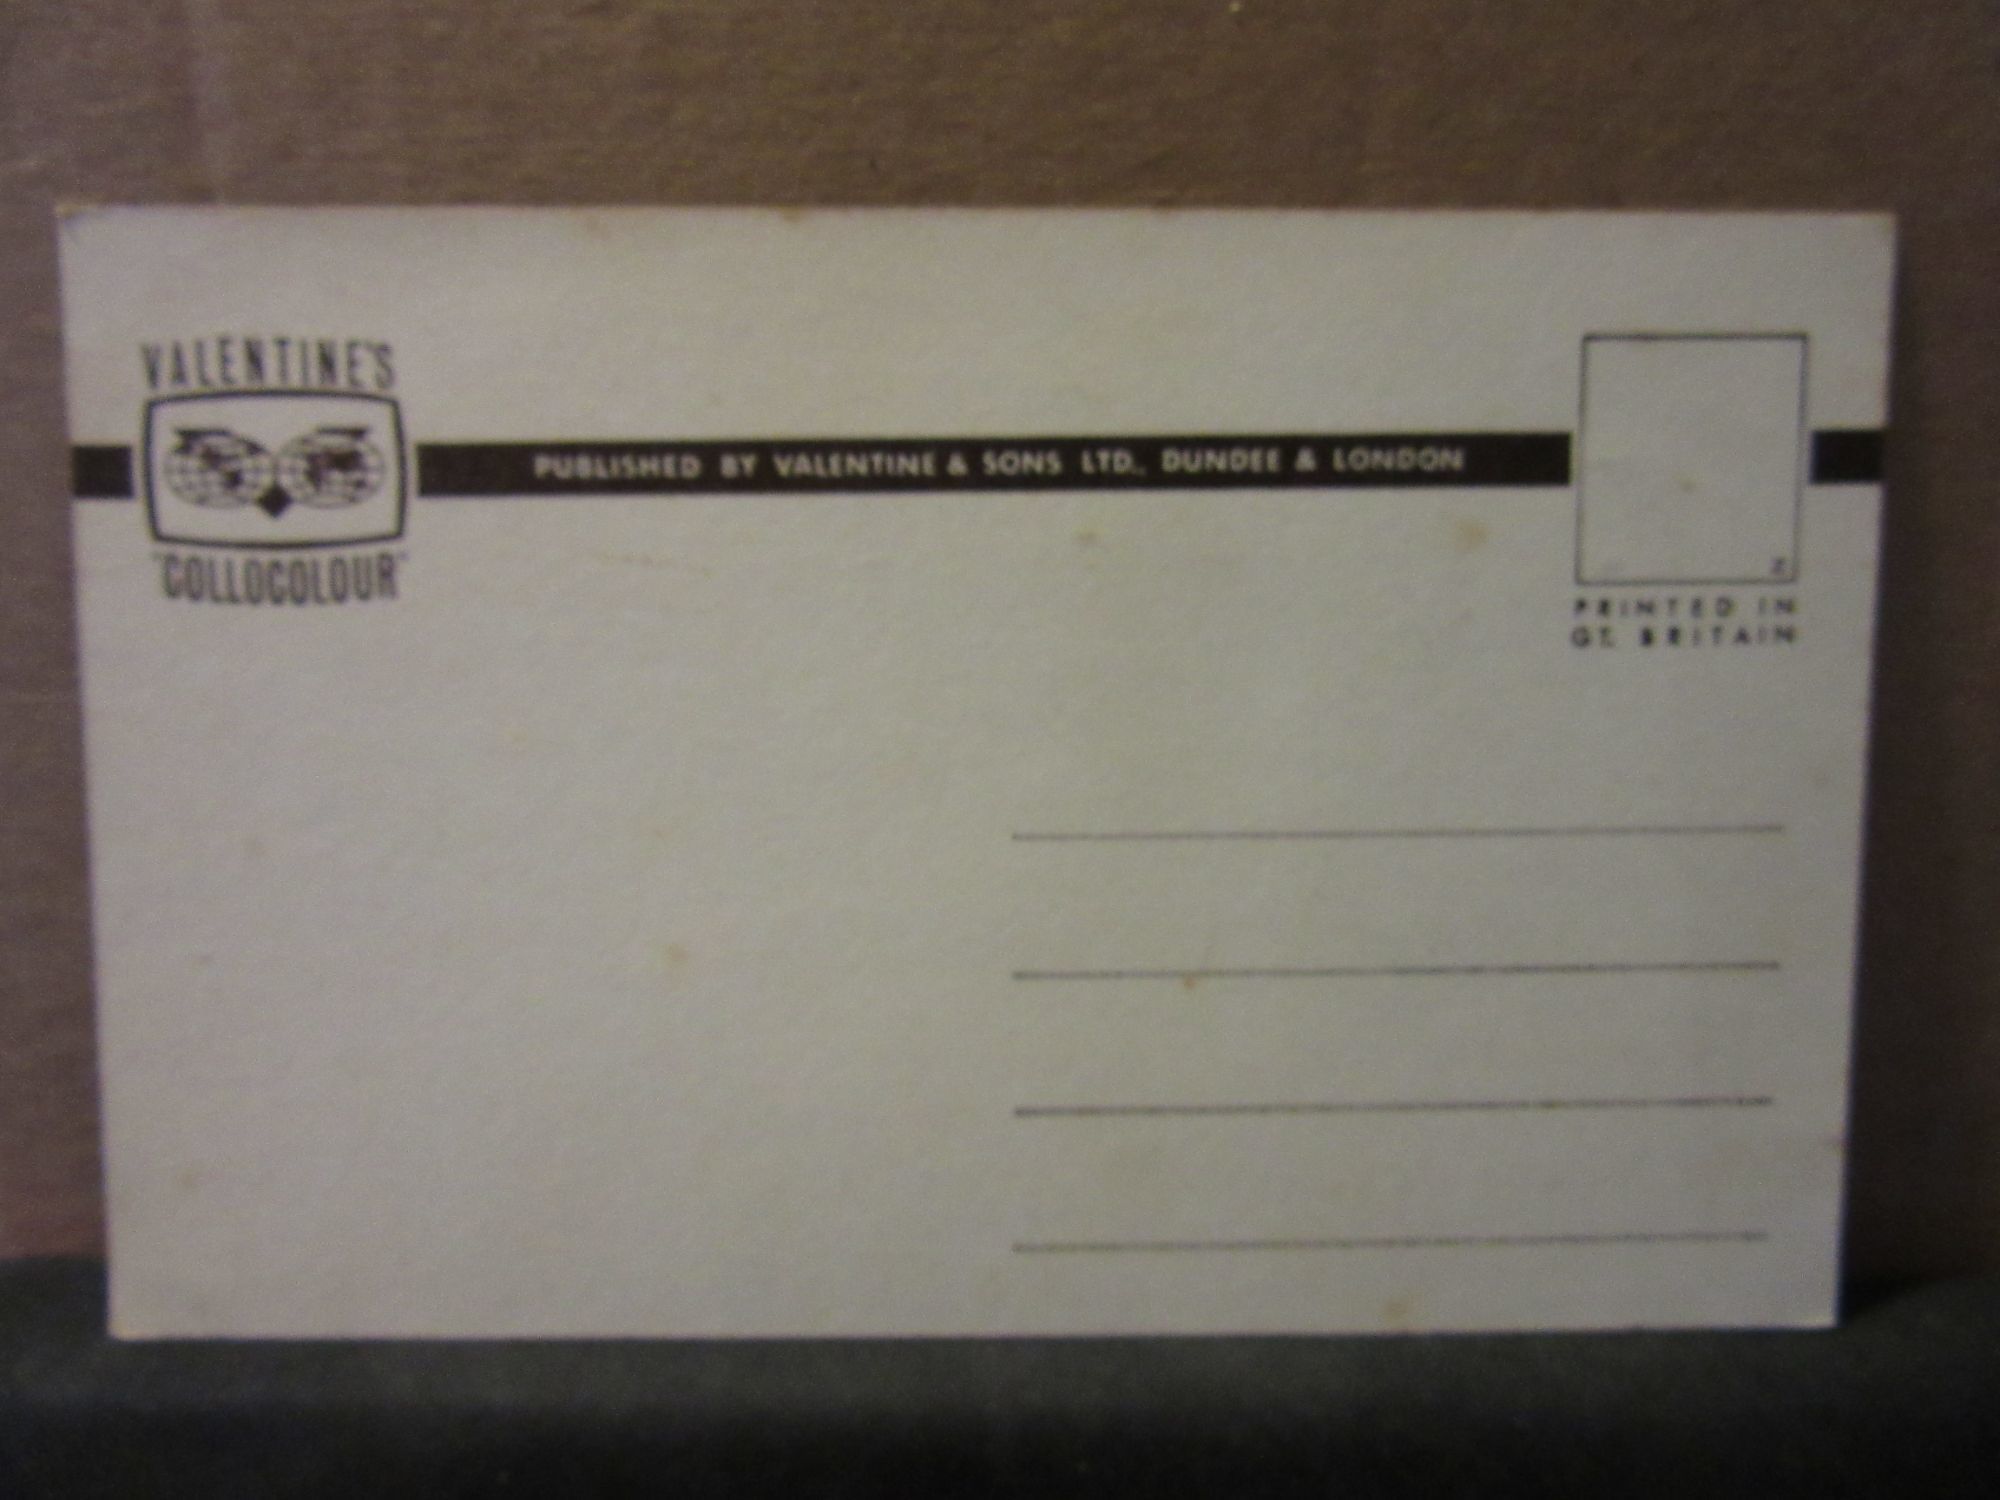 VALENTINE'S
PUBLISHED BY VALENTINE & SONS LTD., DUNDEE & LONDON
"COLLOCOLOUR"
Z
PRINTED IN
GT. BRITAIN